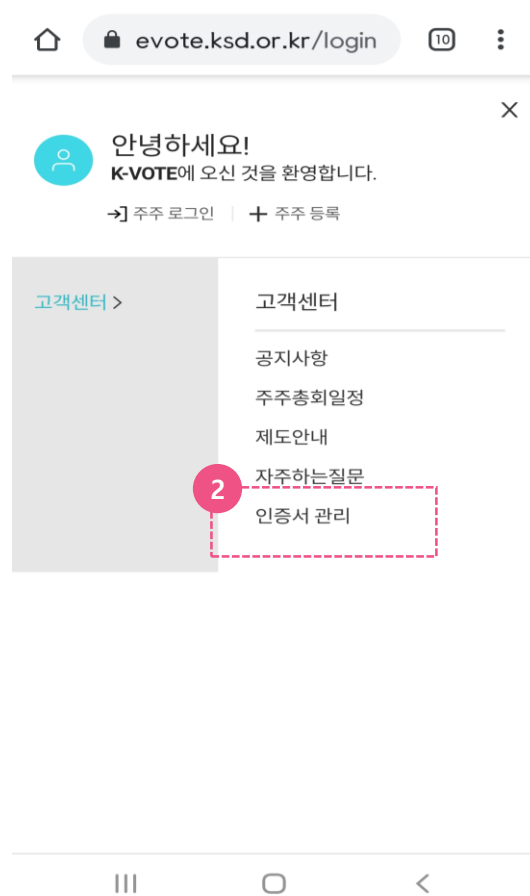 evote.ksd.or.kr/login 10
안녕하세요!
K-VOTE에 오신 것을 환영합니다.
주주 로그인 주주 등록
고객센터 >
고객센터
공지사항
주주총회일정
제도안내
자주하는질문
2
인증서 관리